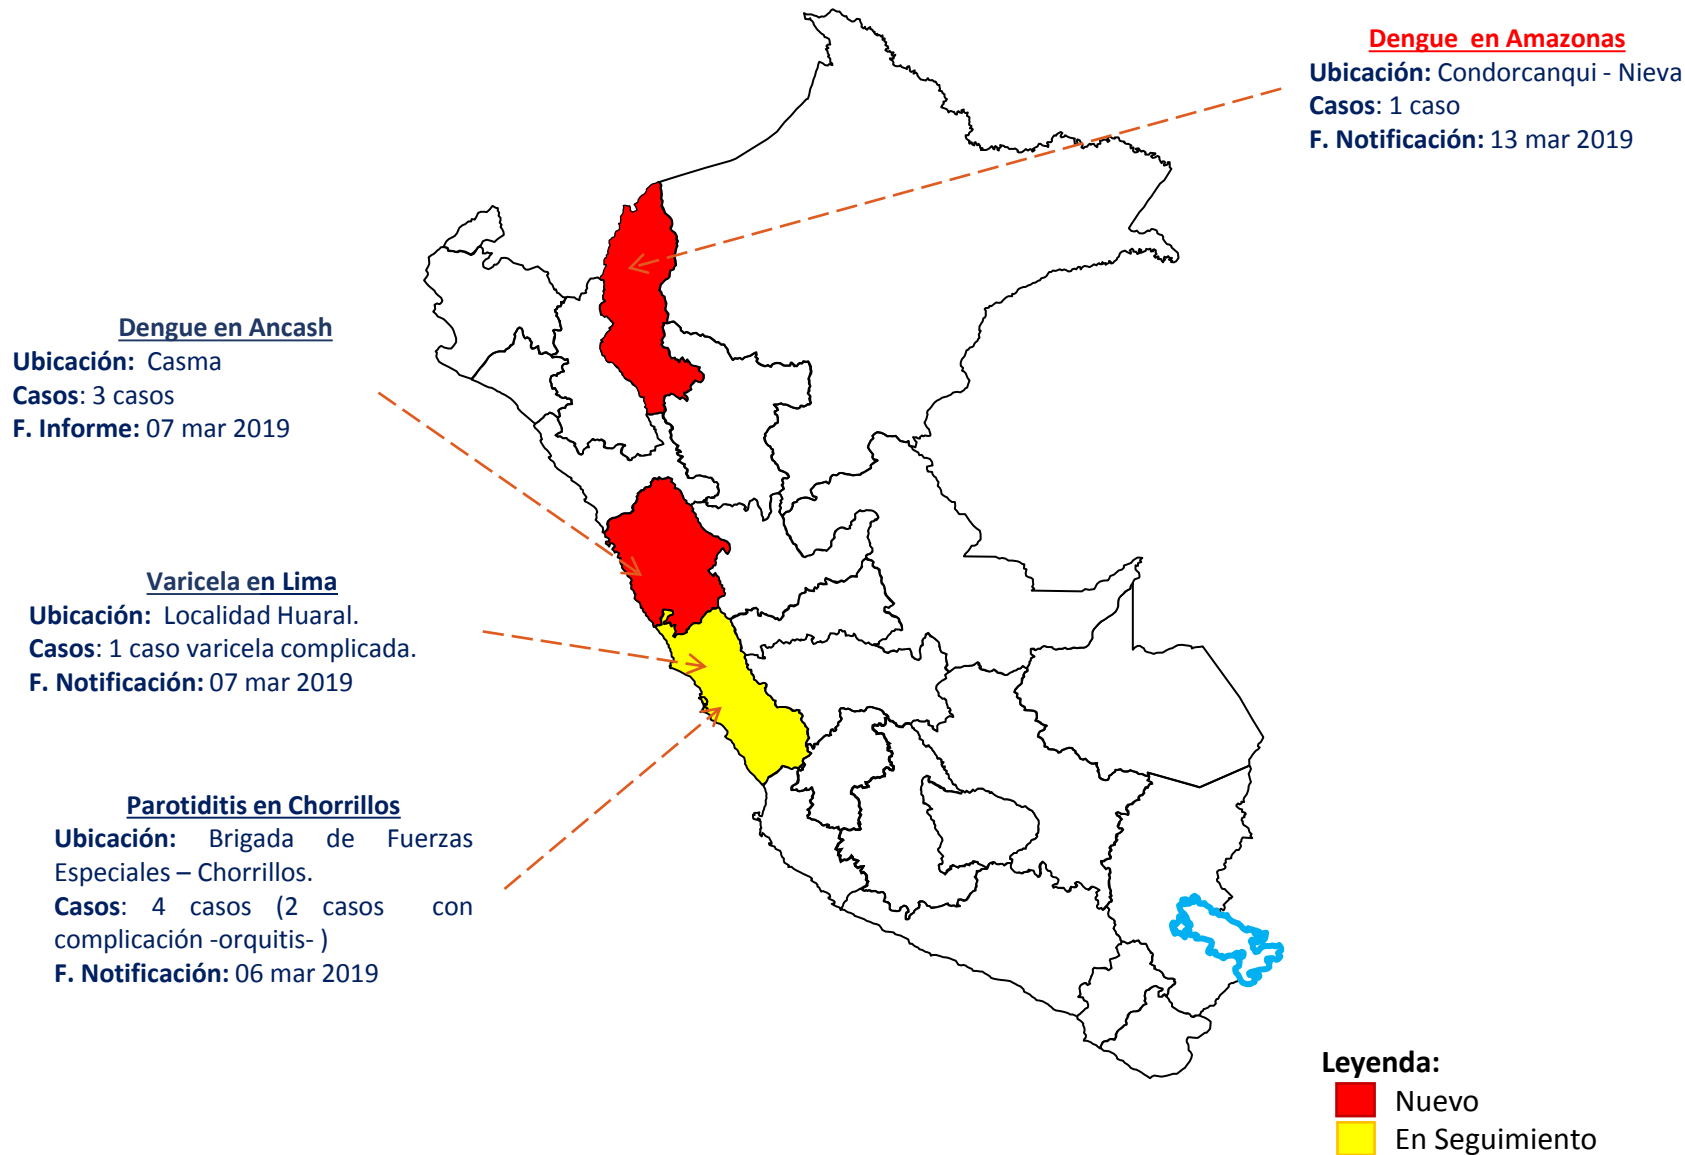 Dengue en Amazonas
Ubicación: Condorcanqui - Nieva
Casos: 1 caso
F. Notificación: 13 mar 2019
Dengue en Ancash
Ubicación: Casma
Casos: 3 casos
F. Informe: 07 mar 2019
Varicela en Lima
Ubicación: Localidad Huaral.
Casos: 1 caso varicela complicada.
F. Notificación: 07 mar 2019
Parotiditis en Chorrillos
Ubicación: Brigada de Fuerzas
Especiales – Chorrillos.
Casos: 4 casos (2 casos con
complicación -orquitis- )
F. Notificación: 06 mar 2019
Leyenda:
Nuevo
En Seguimiento